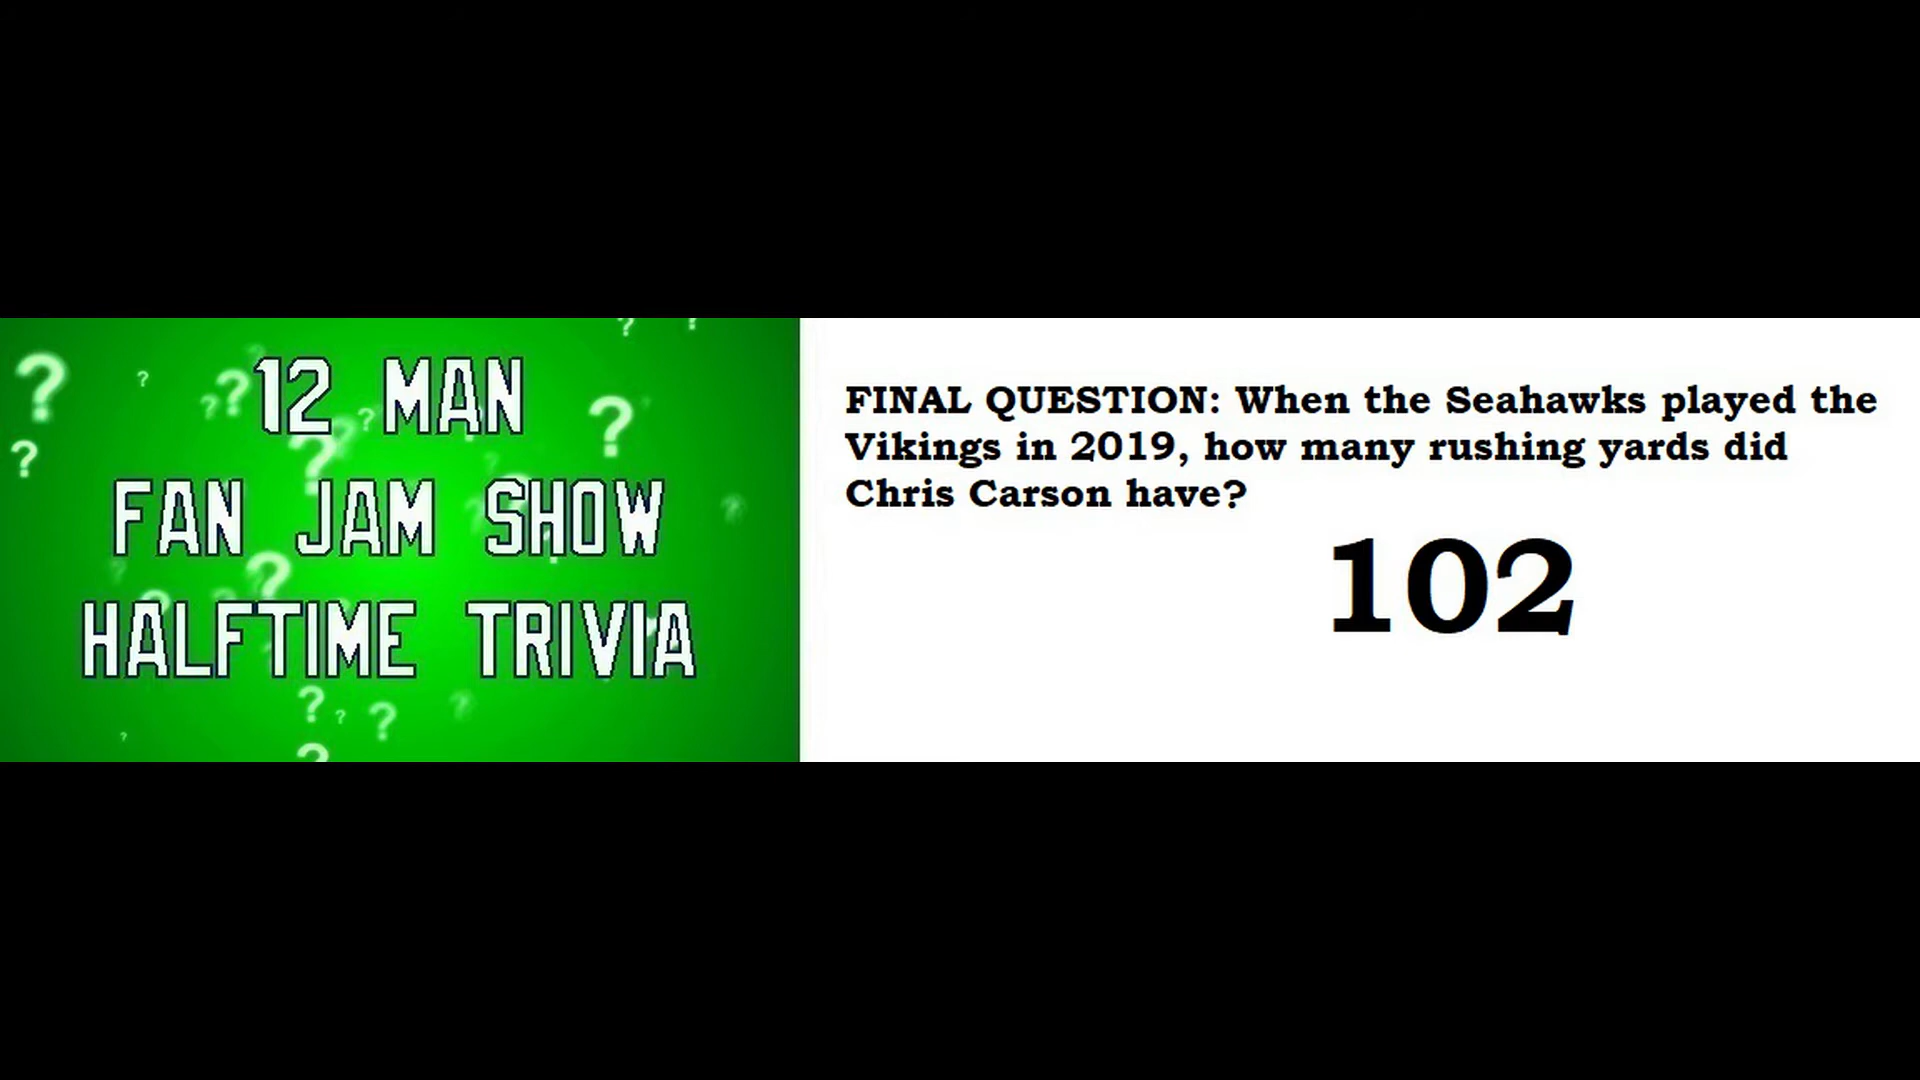 12 MAN
FAN JAM SHOW
HALFTIME TRIVIA
FINAL QUESTION: When the Seahawks played the
Vikings in 2019, how many rushing yards did
Chris Carson have?
102